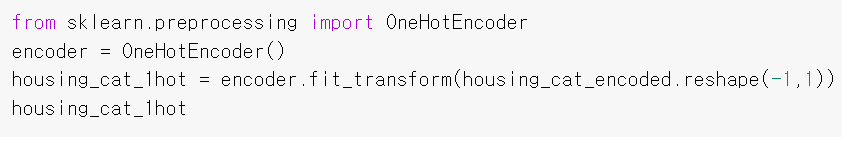 from sklearn.preprocessing import OneHotEncoder
encoder = OneHotEncoder()
housing_cat_1hot = encoder.fit_transform(housing_cat_encoded.reshape(-1,1))
housing_cat_1hot